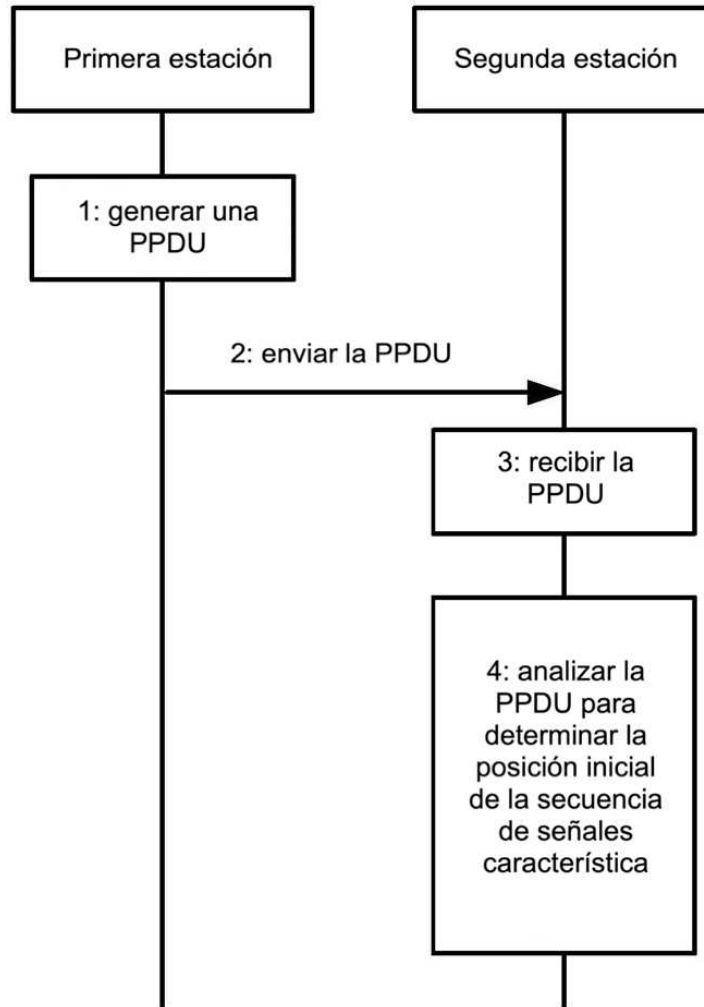 Primera estación
Segunda estación
1: generar una
PPDU
2: enviar la PPDU
3: recibir la
PPDU
4: analizar la
PPDU para
determinar la
posición inicial
de la secuencia
de señales
característica